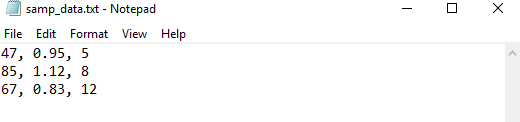 samp_data.txt - Notepad
File Edit Format View Help
47, 0.95, 5
85, 1.12, 8
67, 0.83, 12